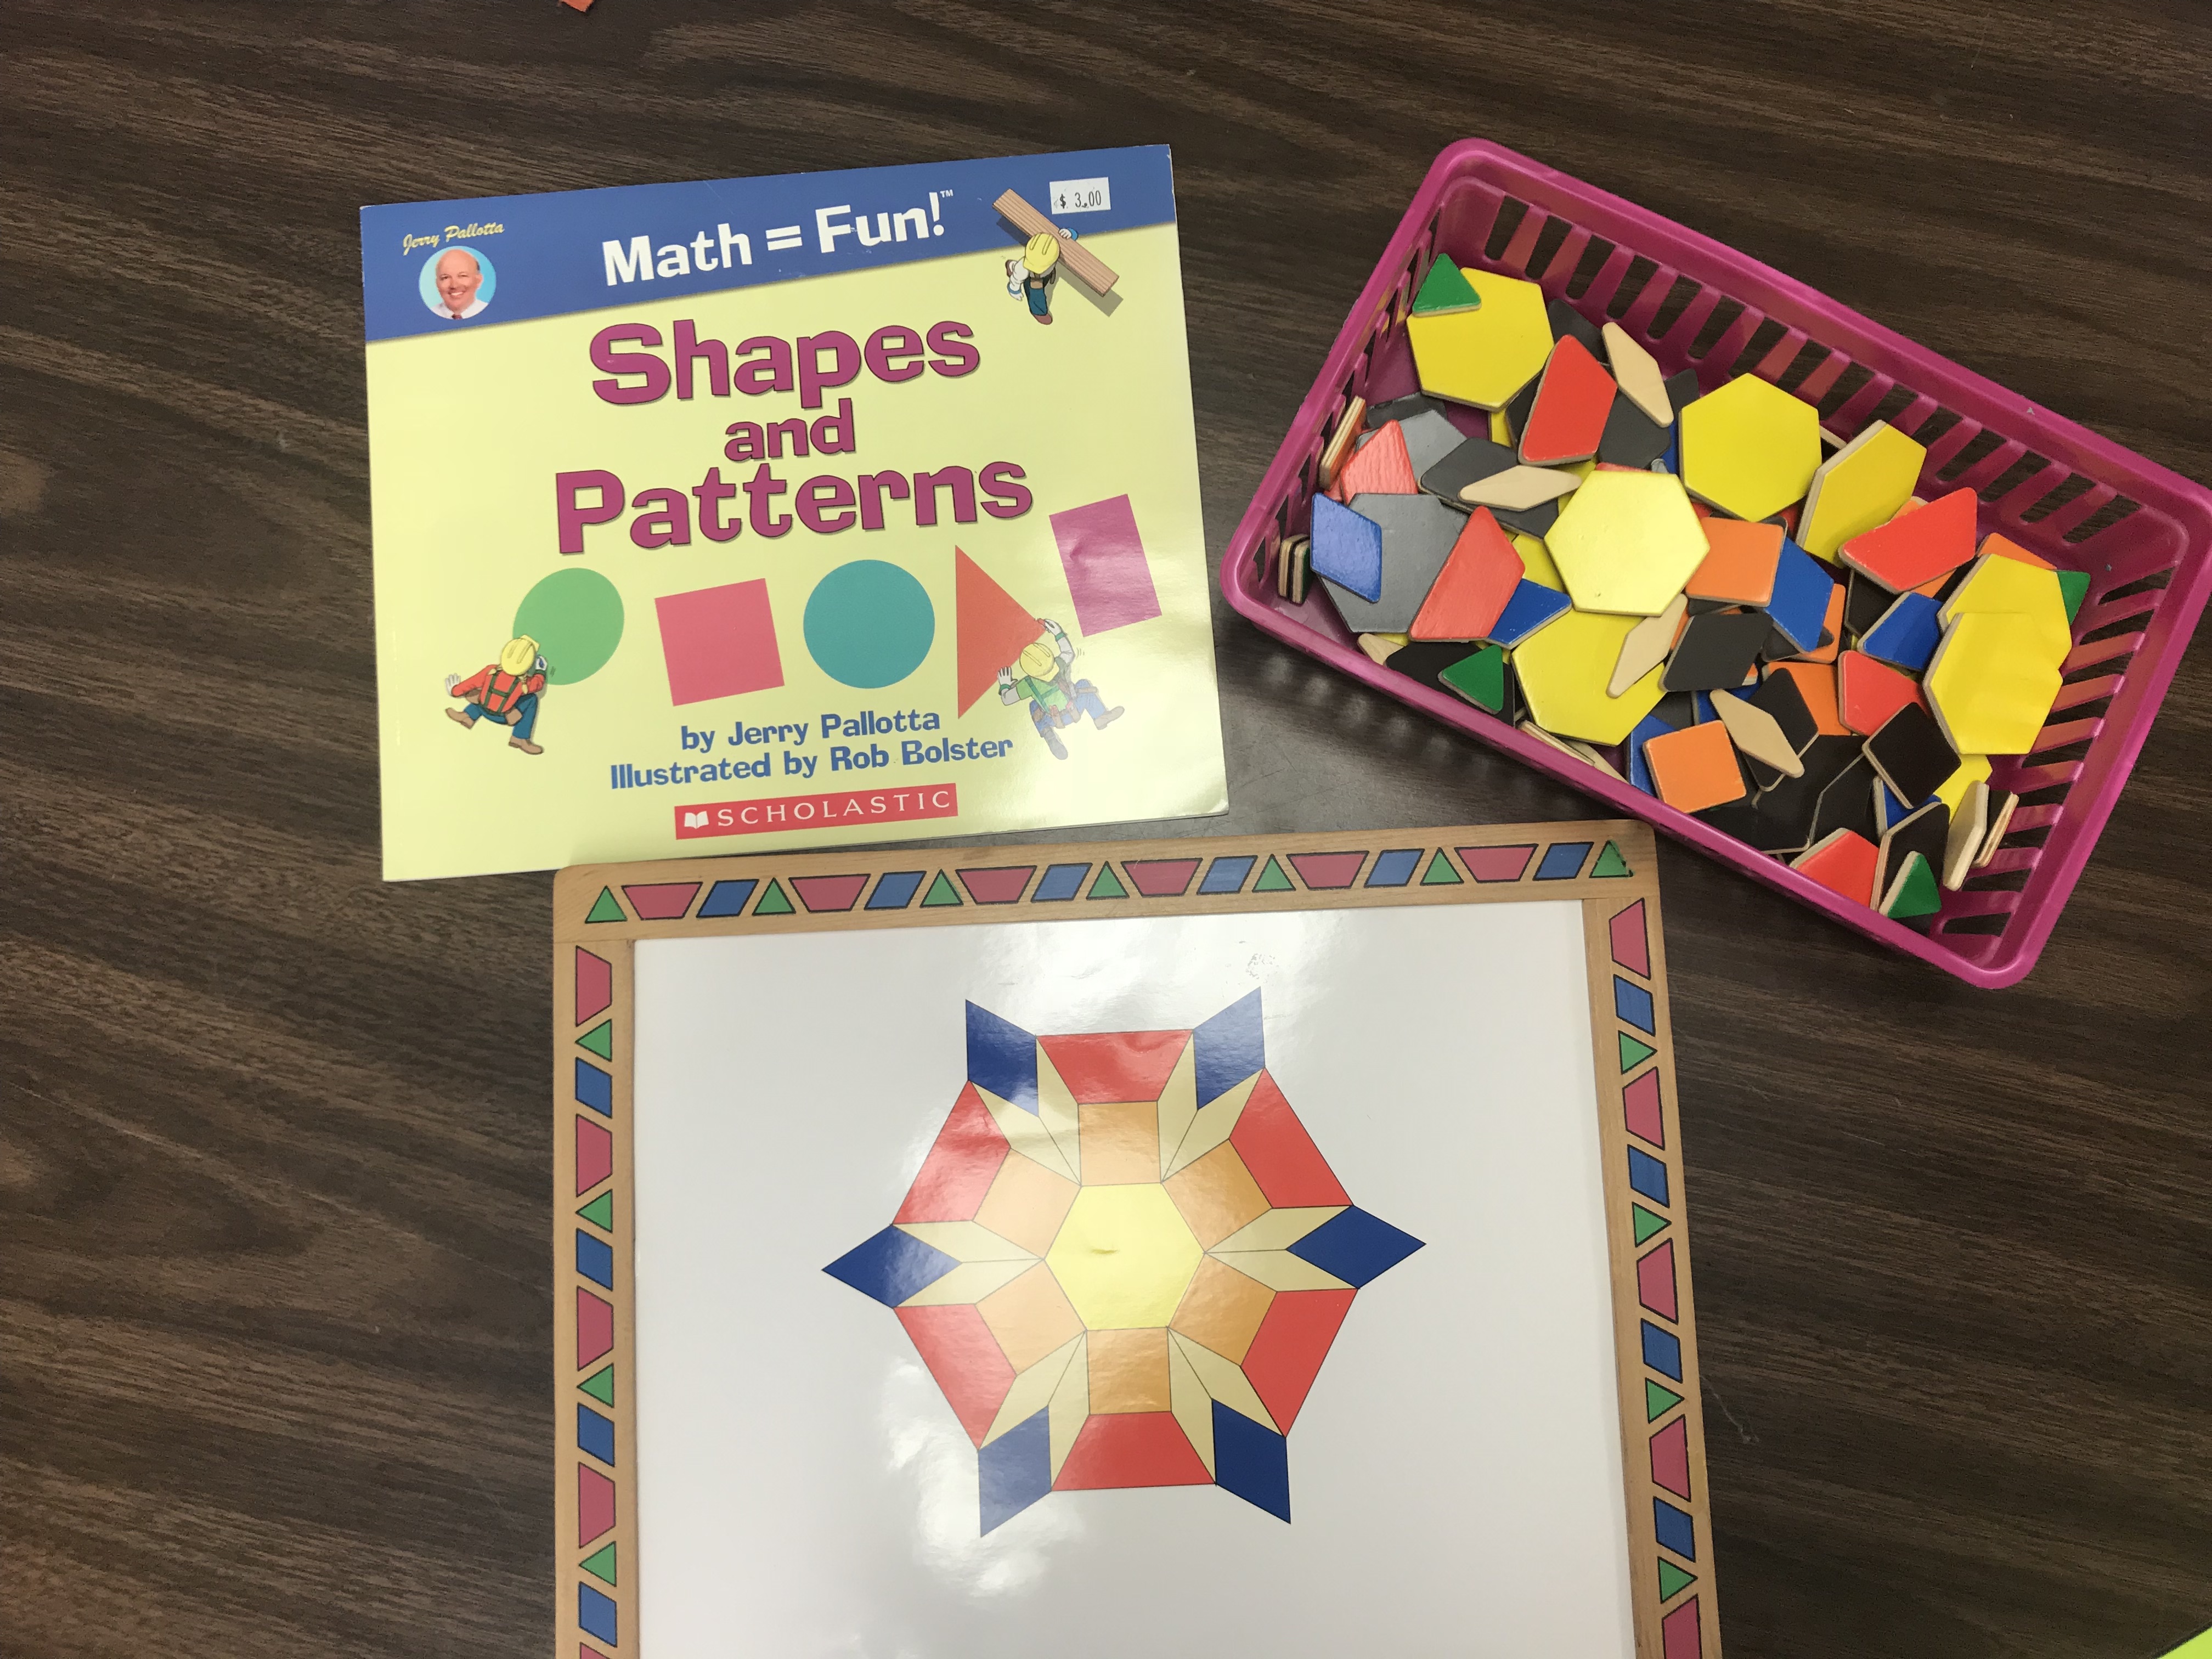 Jerry Pallotta
Math = Fun!™
$ 3.00
Shapes
and
Patterns
by Jerry Pallotta
Illustrated by Rob Bolster
SCHOLASTIC